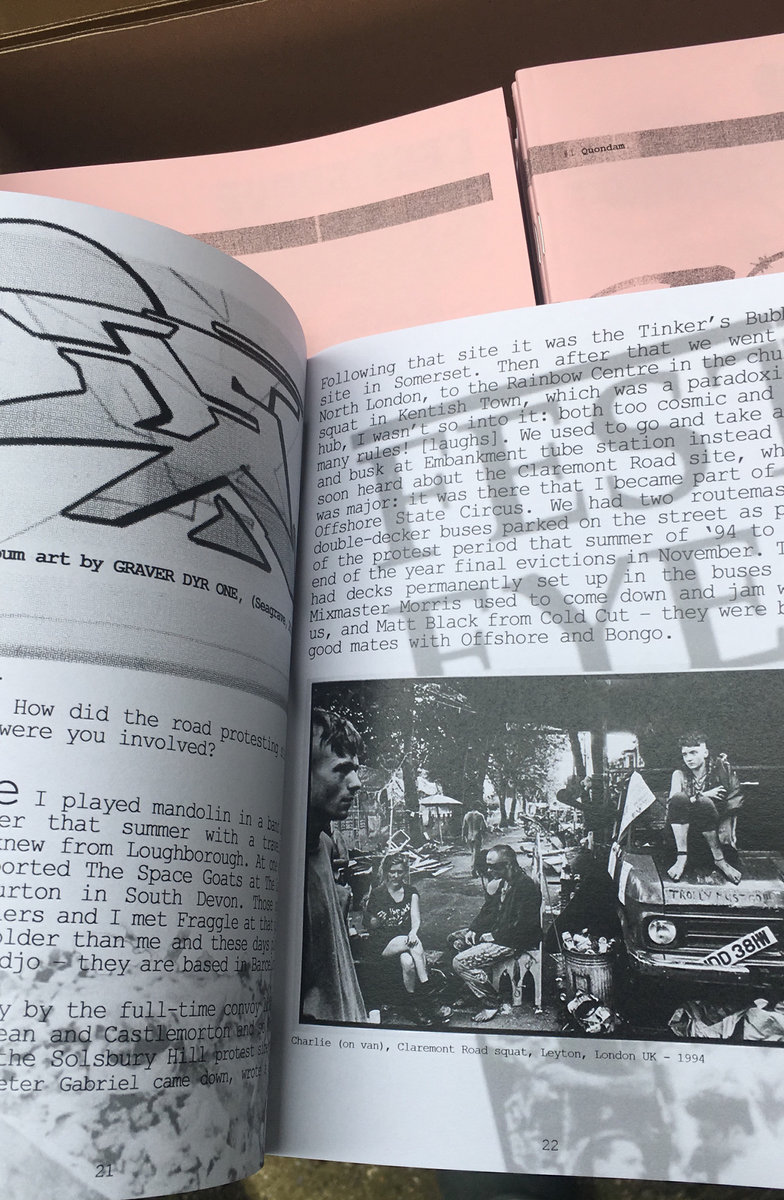 #1 Quondam
um art by GRAVER DYR ONE, (Seagrave
How did the road protesting
were you involved?
e I played mandolin in a band
er that summer with a
knew from Loughborough. At one
ported The Space Goats at The
urton in South Devon. Those
lers and I met Fraggle at that
older than me and these days
djo – they are based in
y by the full-time convoy
ean and Castlemorton and
the Solsbury Hill protest
eter Gabriel came down, wrote
21
Following that site it was the Tinker's Bub
site in Somerset. Then after that we went
North London, to the Rainbow Centre in the chu
squat in Kentish Town, which was a paradoxi
hub, I wasn't so into it: both too cosmic and
many rules! [laughs]. We used to go and take a
and busk at Embankment tube station instead
soon heard about the Claremont Road site, wh
was major: it was there that I became part of
Offshore State Circus. We had two routemas
double-decker buses parked on the street as p
of the protest period that summer of '94 to
end of the year final evictions in November. T
had decks permanently set up in the buses
Mixmaster Morris used to come down and jam w
us, and Matt Black from Cold Cut – they were
good mates with Offshore and Bongo.
FEST
Charlie (on van), Claremont Road squat, Leyton, London UK - 1994
22